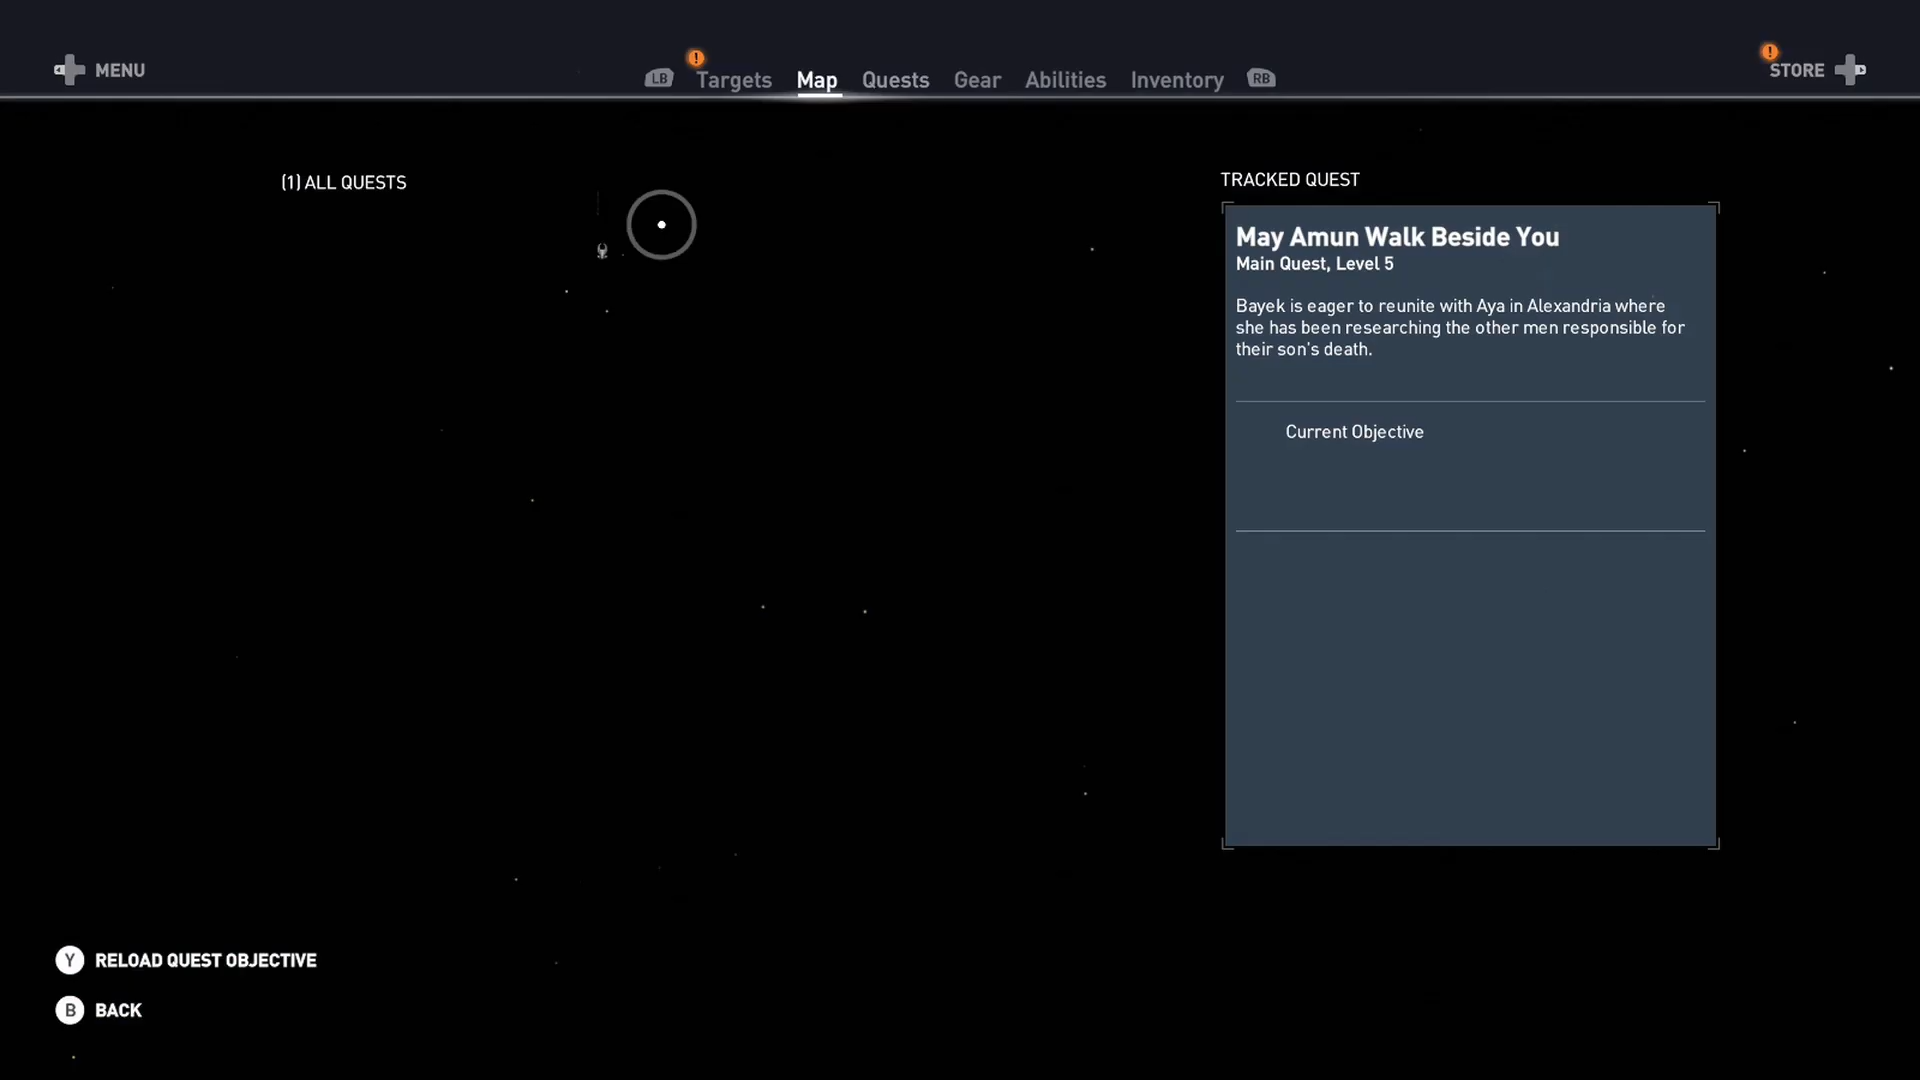 MENU
LB ! Targets Map Quests Gear Abilities Inventory RB
! STORE
(1) ALL QUESTS
TRACKED QUEST
May Amun Walk Beside You
Main Quest, Level 5
Bayek is eager to reunite with Aya in Alexandria where
she has been researching the other men responsible for
their son's death.
Current Objective
Y RELOAD QUEST OBJECTIVE
B BACK